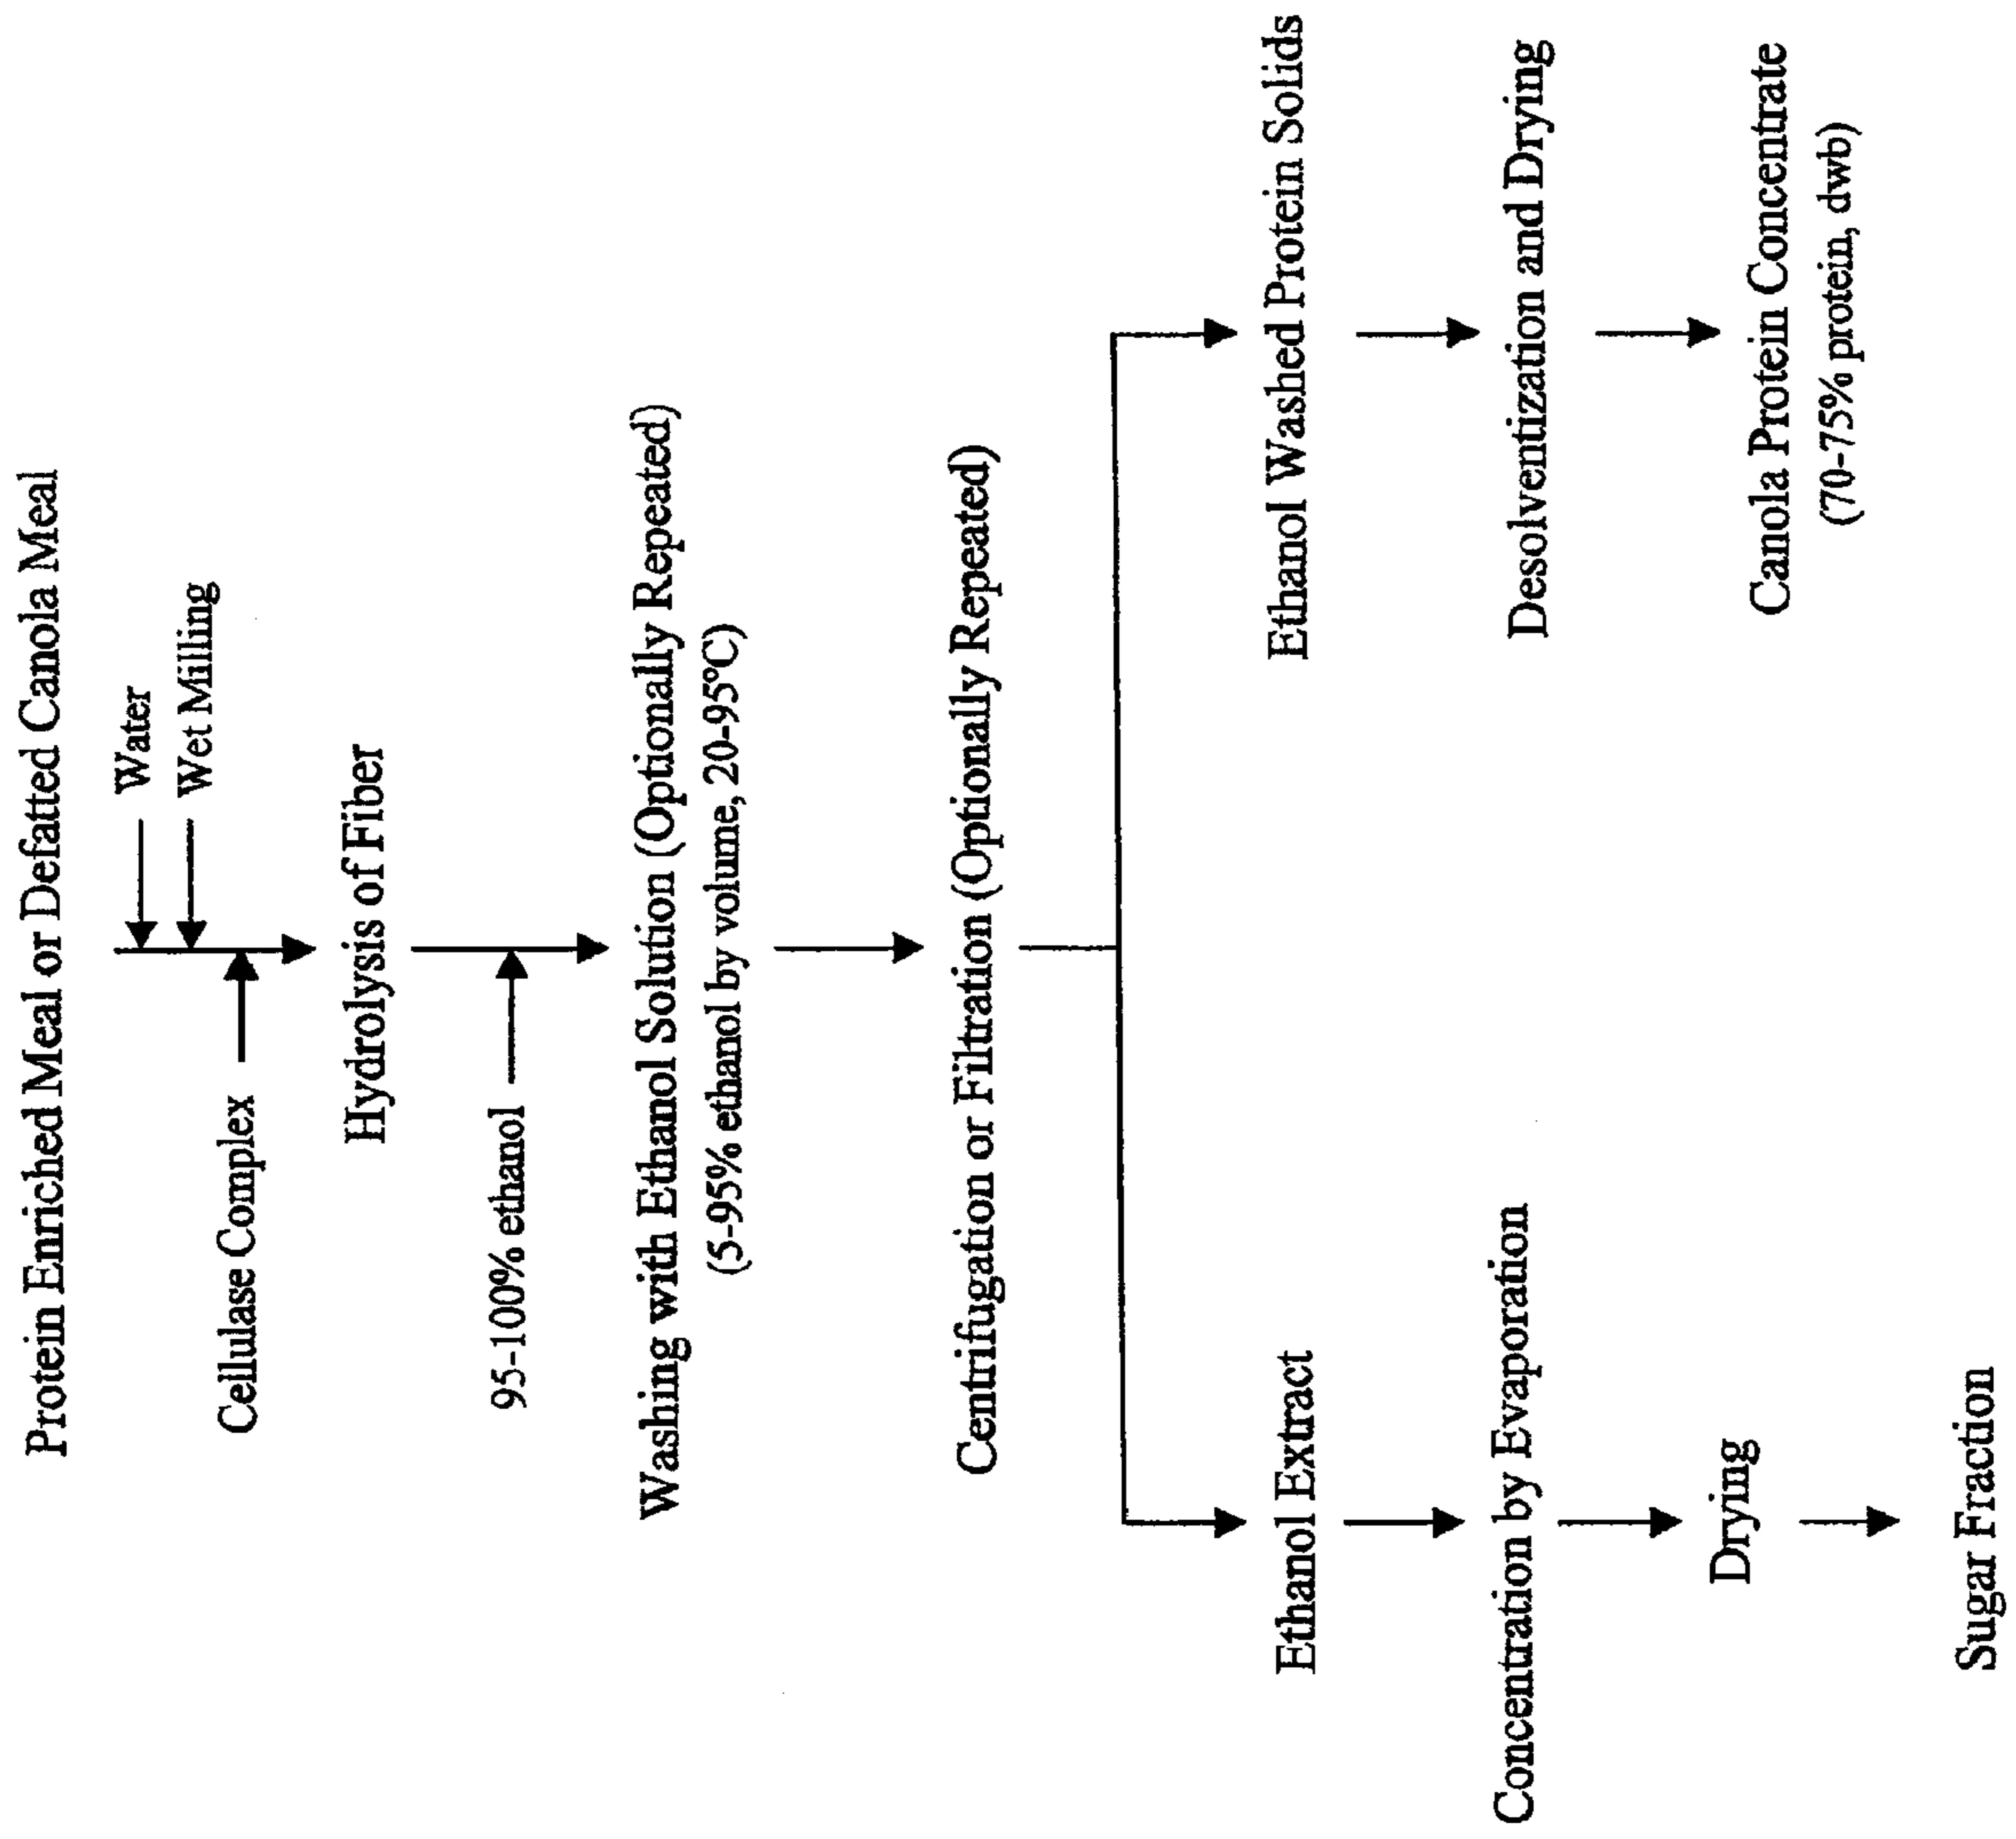 Protein Enriched Meal or Defatted Canola Meal
Water
Wet Milling
Cellulase Complex
Hydrolysis of Fiber
95-100% ethanol
Washing with Ethanol Solution (Optionally Repeated)
(5-95% ethanol by volume, 20-95°C)
Centrifugation or Filtration (Optionally Repeated)
Ethanol Extract
Ethanol Washed Protein Solids
Concentration by Evaporation
Desolventization and Drying
Drying
Canola Protein Concentrate
(70-75% protein, dwb)
Sugar Fraction